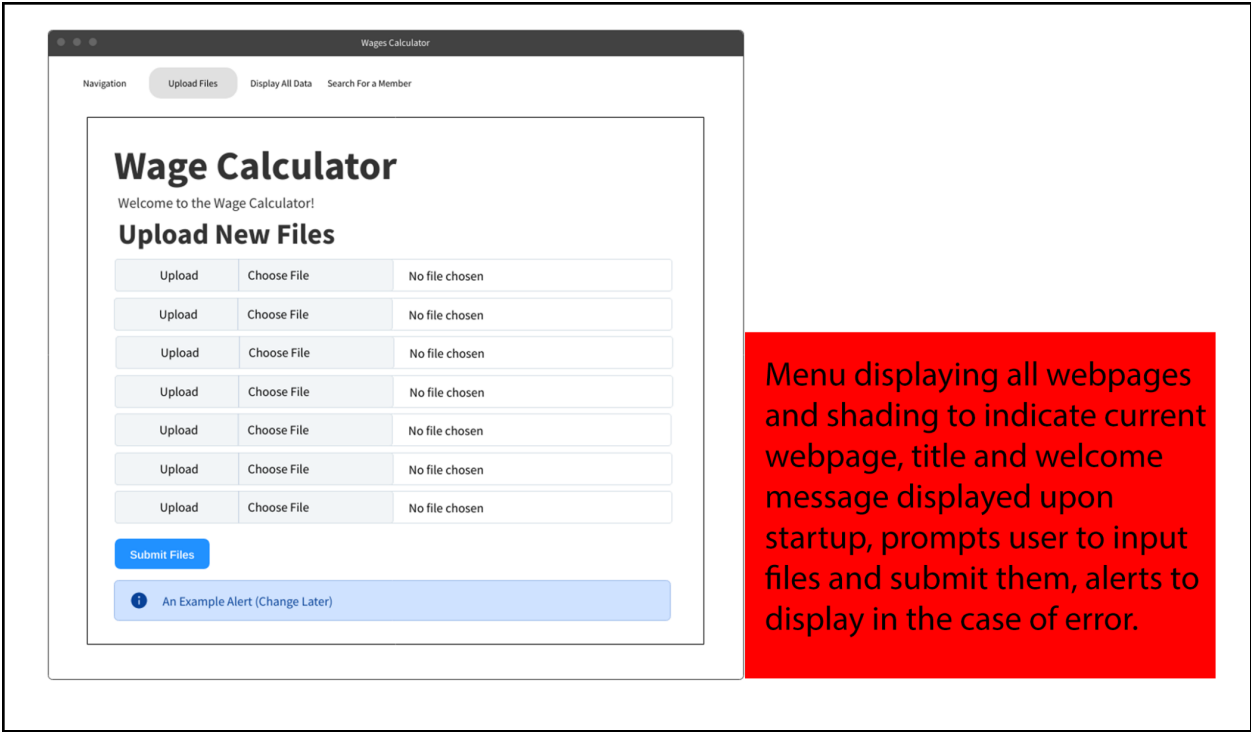 Wages Calculator
Navigation Upload Files Display All Data Search For a Member
Wage Calculator
Welcome to the Wage Calculator!
Upload New Files
Upload Choose File No file chosen
Upload Choose File No file chosen
Upload Choose File No file chosen
Upload Choose File No file chosen
Upload Choose File No file chosen
Upload Choose File No file chosen
Upload Choose File No file chosen
Submit Files
An Example Alert (Change Later)
Menu displaying all webpages
and shading to indicate current
webpage, title and welcome
message displayed upon
startup, prompts user to input
files and submit them, alerts to
display in the case of error.